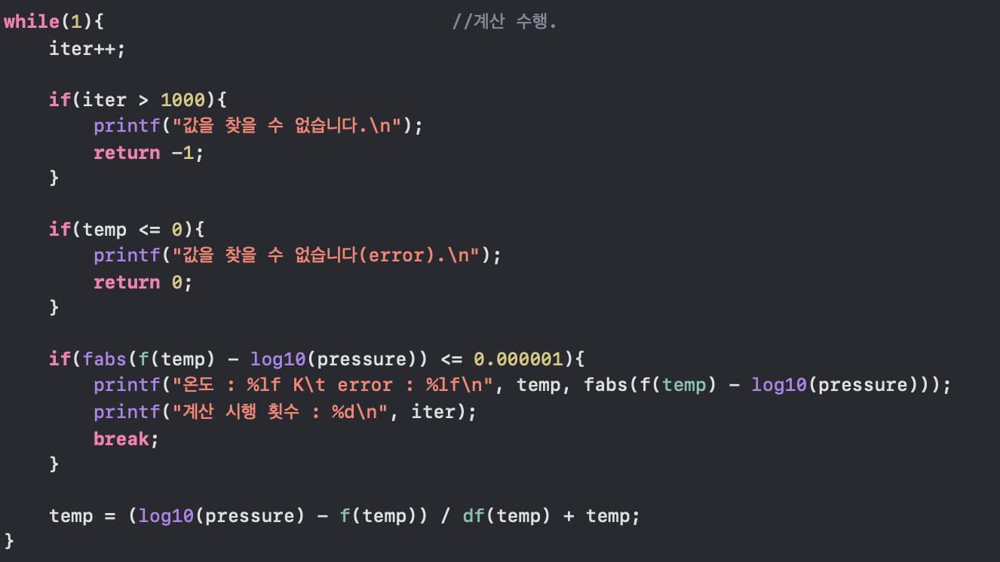 while(1){ //계산 수행.
iter++;
if(iter > 1000){
printf("값을 찾을 수 없습니다.\n");
return -1;
}
if(temp <= 0){
printf("값을 찾을 수 없습니다(error).\n");
return 0;
}
if(fabs(f(temp) - log10(pressure)) <= 0.000001){
printf("온도 : %lf K\t error : %lf\n", temp, fabs(f(temp) - log10(pressure)));
printf("계산 시행 횟수 : %d\n", iter);
break;
}
temp = (log10(pressure) - f(temp)) / df(temp) + temp;
}